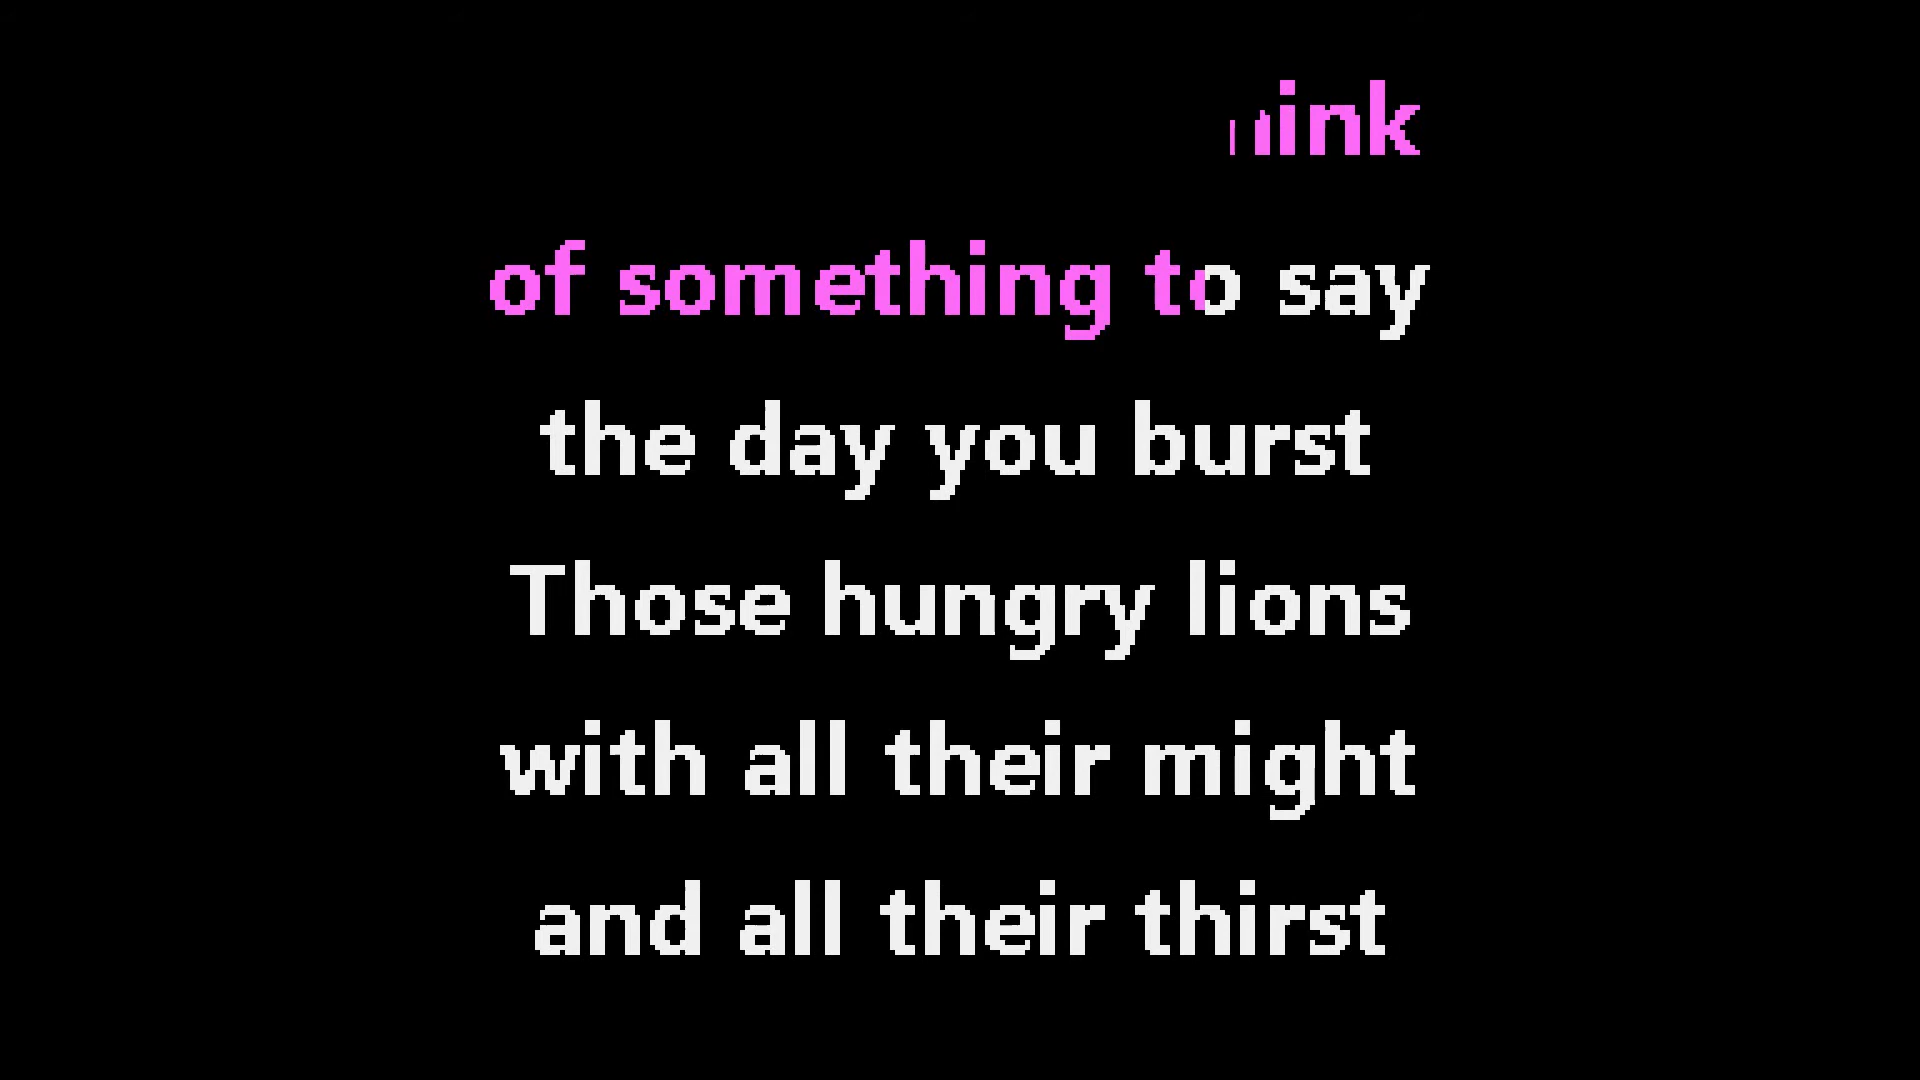 of something to say
the day you burst
Those hungry lions
with all their might
and all their thirst